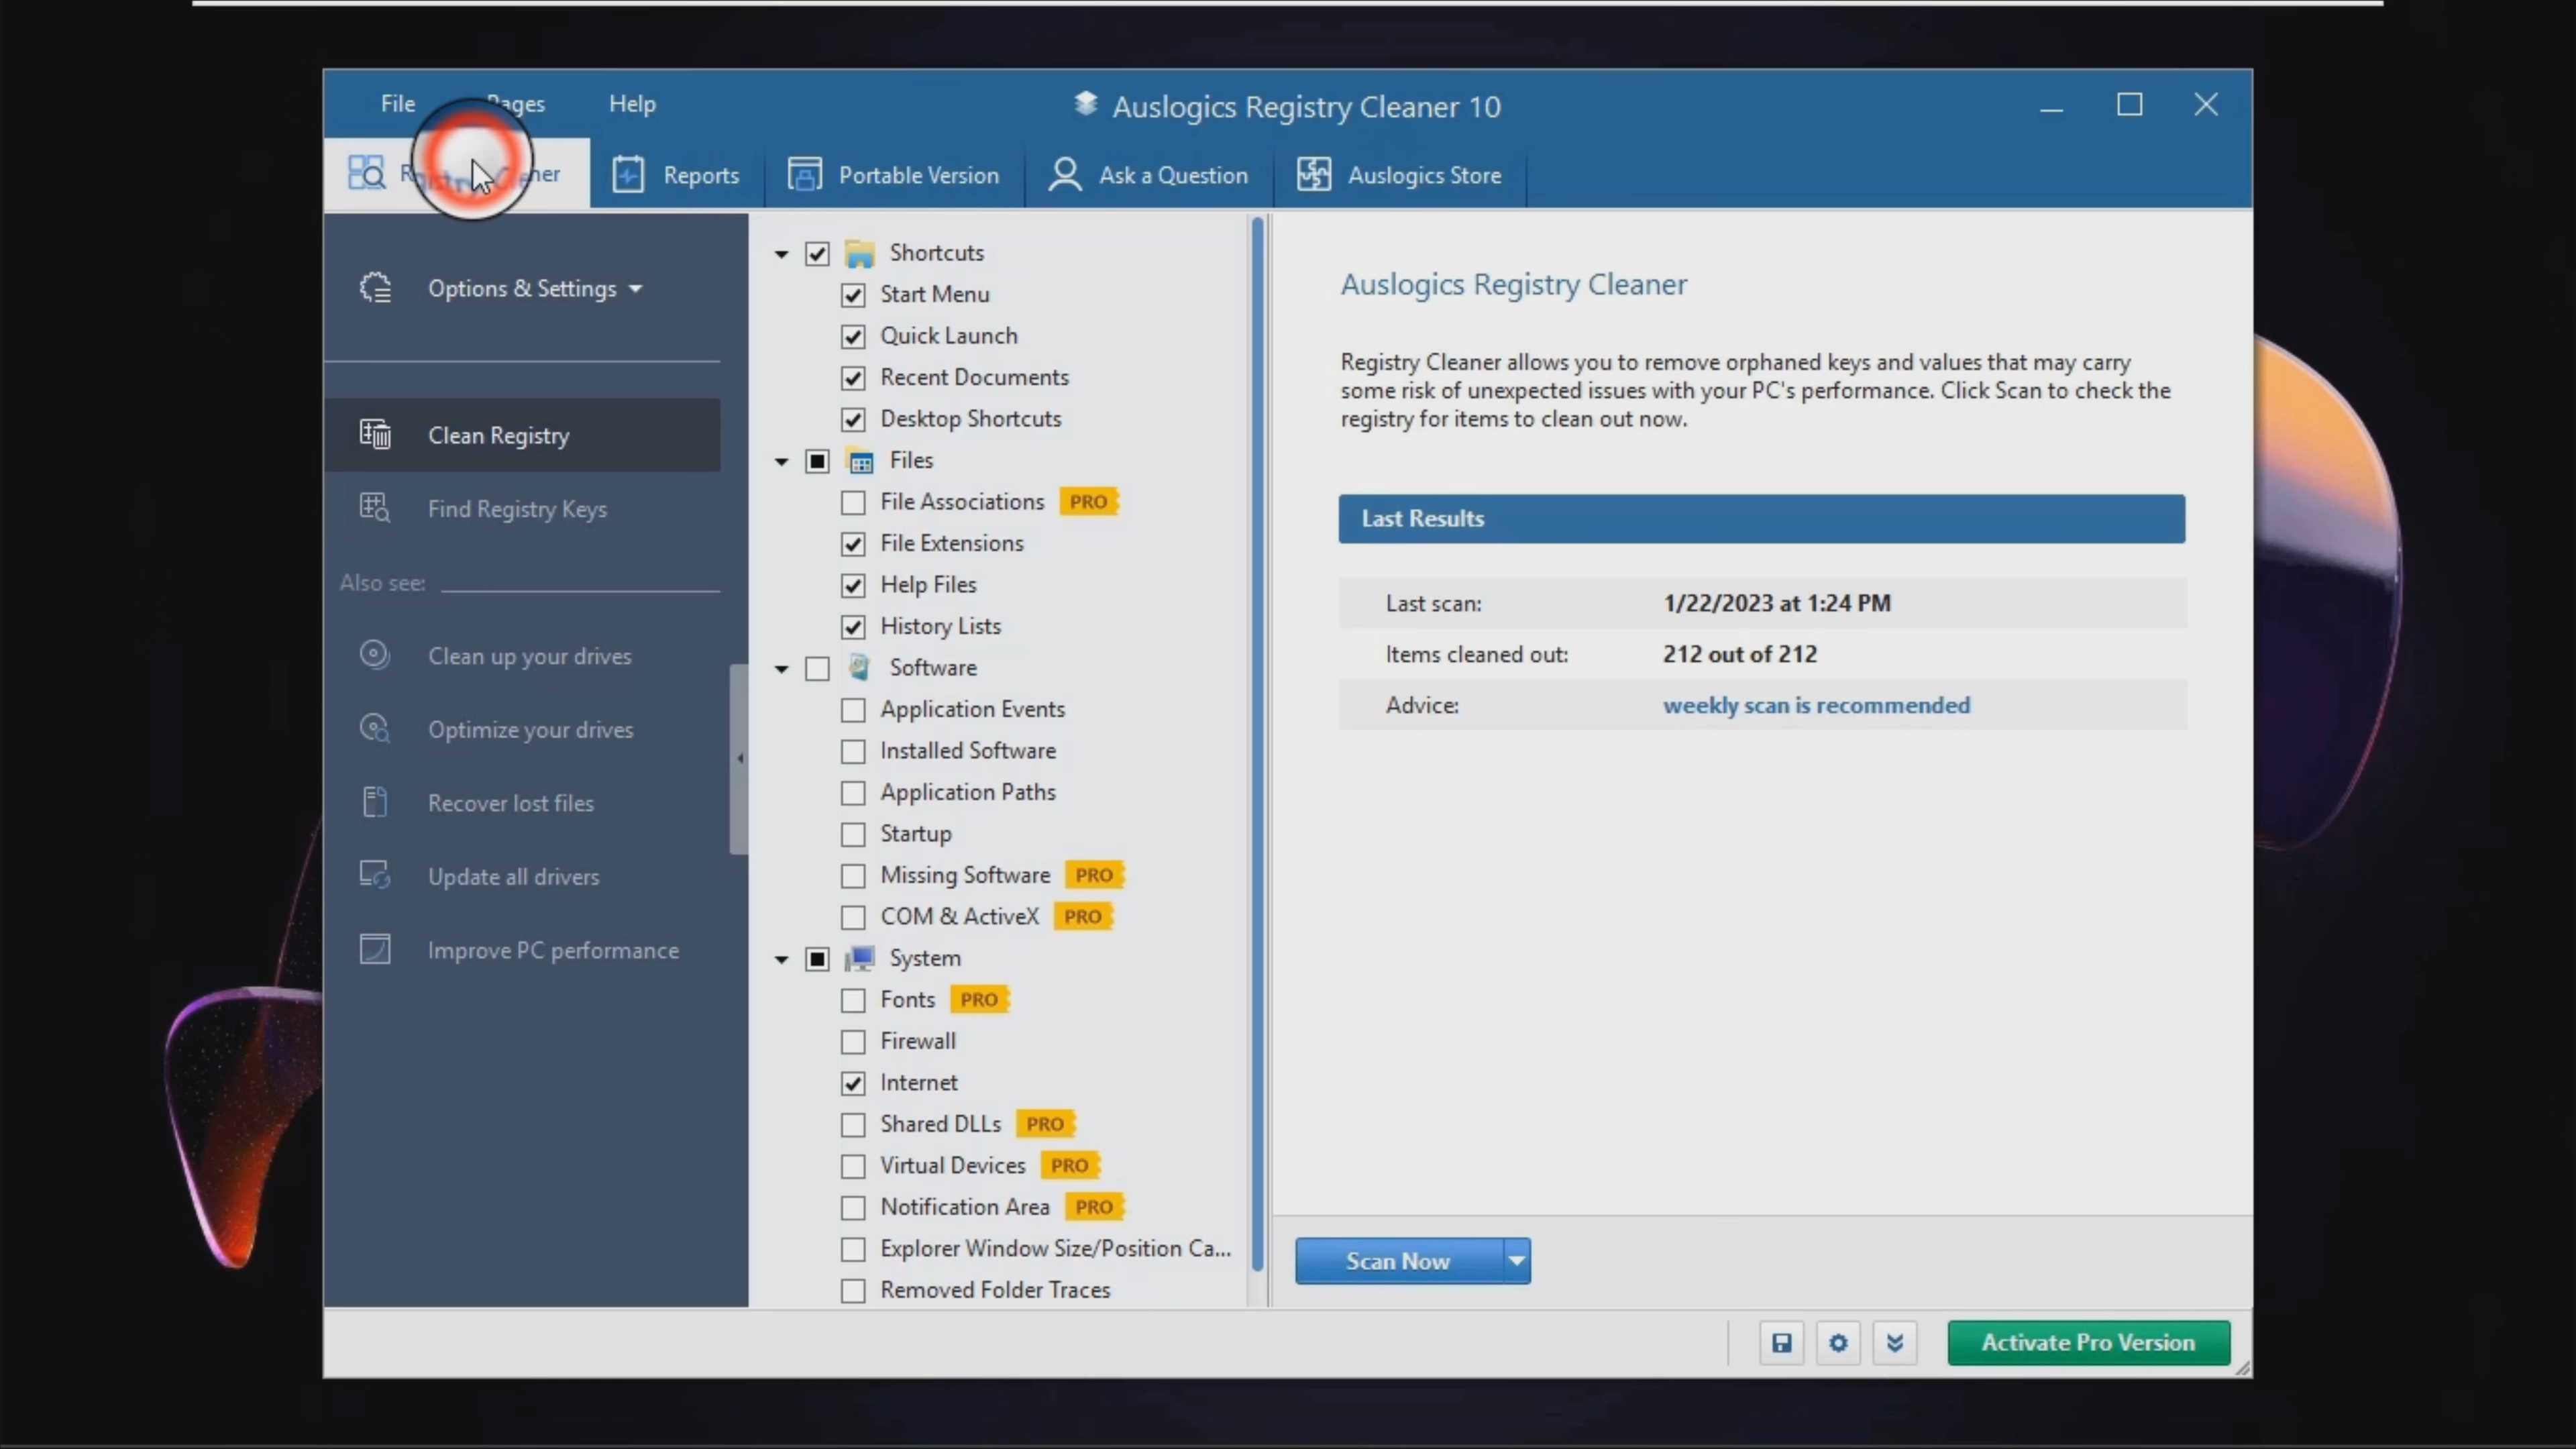 File Pages Help
Auslogics Registry Cleaner 10
Reports
Portable Version
Ask a Question
Auslogics Store
Options & Settings
Clean Registry
Find Registry Keys
Also see:
Clean up your drives
Optimize your drives
Recover lost files
Update all drivers
Improve PC performance
Shortcuts
Start Menu
Quick Launch
Recent Documents
Desktop Shortcuts
Files
File Associations PRO
File Extensions
Help Files
History Lists
Software
Application Events
Installed Software
Application Paths
Startup
Missing Software PRO
COM & ActiveX PRO
System
Fonts PRO
Firewall
Internet
Shared DLLs PRO
Virtual Devices PRO
Notification Area PRO
Explorer Window Size/Position Ca...
Removed Folder Traces
Auslogics Registry Cleaner
Registry Cleaner allows you to remove orphaned keys and values that may carry
some risk of unexpected issues with your PC's performance. Click Scan to check the
registry for items to clean out now.
Last Results
Last scan: 1/22/2023 at 1:24 PM
Items cleaned out: 212 out of 212
Advice: weekly scan is recommended
Scan Now
Activate Pro Version